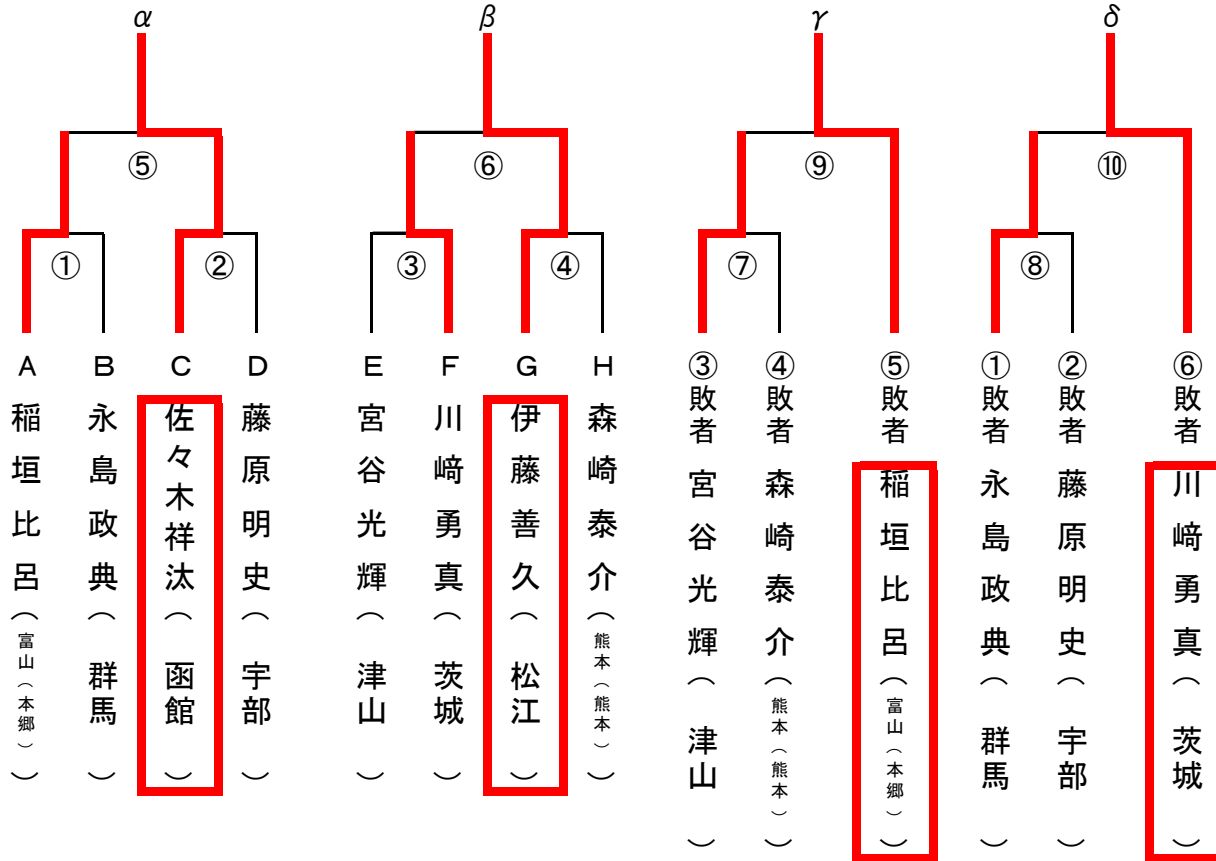 α
β
γ
δ
⑤
⑥
⑨
⑩
①
②
③
④
⑦
⑧
A
B
C
D
E
F
G
H
③敗者
④敗者
⑤敗者
①敗者
②敗者
⑥敗者
稲垣比呂(富山(本郷))
永島政典(群馬)
佐々木祥汰(函館)
藤原明史(宇部)
宮谷光輝(津山)
川﨑勇真(茨城)
伊藤善久(松江)
森崎泰介(熊本(熊本))
宮谷光輝(津山)
森崎泰介(熊本(熊本))
稲垣比呂(富山(本郷))
永島政典(群馬)
藤原明史(宇部)
川﨑勇真(茨城)